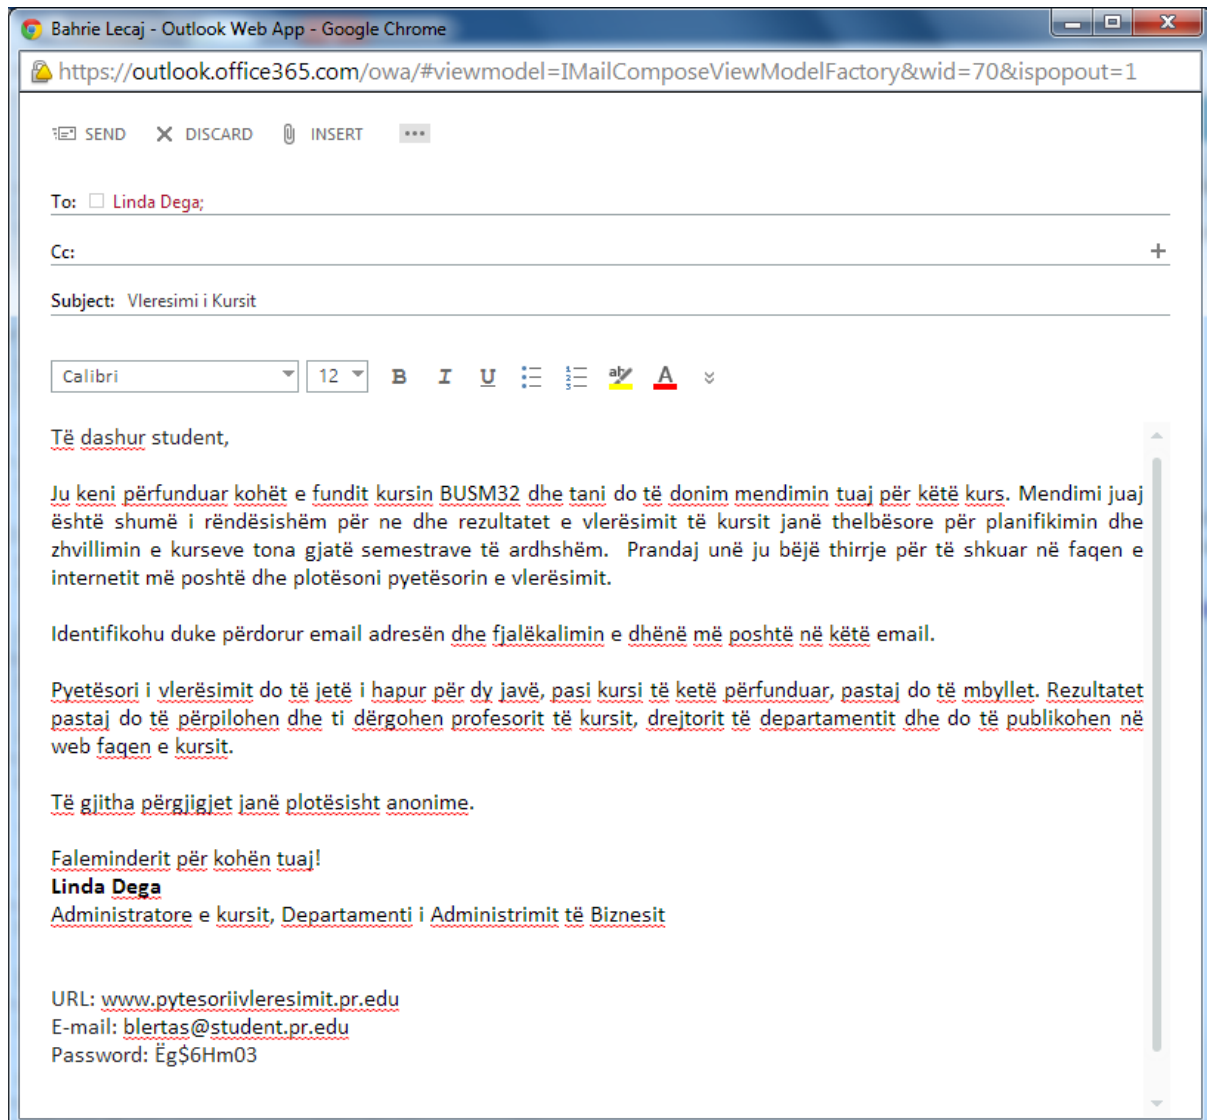 Bahrie Lecaj - Outlook Web App - Google Chrome
https://outlook.office365.com/owa/#viewmodel=IMailComposeViewModelFactory&wid=70&ispopout=1
SEND DISCARD INSERT
To: Linda Dega;
Cc:
Subject: Vleresimi i Kursit
Calibri 12 B I U ab A
Të dashur student,
Ju keni përfunduar kohët e fundit kursin BUSM32 dhe tani do të donim mendimin tuaj për këtë kurs. Mendimi juaj
është shumë i rëndësishëm për ne dhe rezultatet e vlerësimit të kursit janë thelbësore për planifikimin dhe
zhvillimin e kurseve tona gjatë semestrave të ardhshëm. Prandaj unë ju bëjë thirrje për të shkuar në faqen e
internetit më poshtë dhe plotësoni pyetësorin e vlerësimit.
Identifikohu duke përdorur email adresën dhe fjalëkalimin e dhënë më poshtë në këtë email.
Pyetësori i vlerësimit do të jetë i hapur për dy javë, pasi kursi të ketë përfunduar, pastaj do të mbyllet. Rezultatet
pastaj do të përpilohen dhe ti dërgohen profesorit të kursit, drejtorit të departamentit dhe do të publikohen në
web faqen e kursit.
Të gjitha përgjigjet janë plotësisht anonime.
Faleminderit për kohën tuaj!
Linda Dega
Administratore e kursit, Departamenti i Administrimit të Biznesit
URL: www.pytesoriivleresimit.pr.edu
E-mail: blertas@student.pr.edu
Password: Ëg$6Hm03